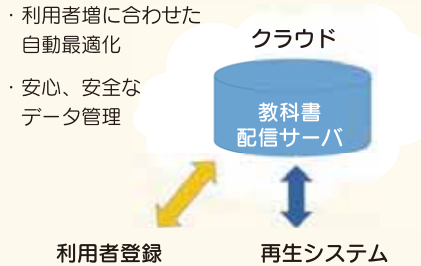 ・利用者増に合わせた
自動最適化
・安心、安全な
データ管理
クラウド
教科書
配信サーバ
利用者登録
再生システム